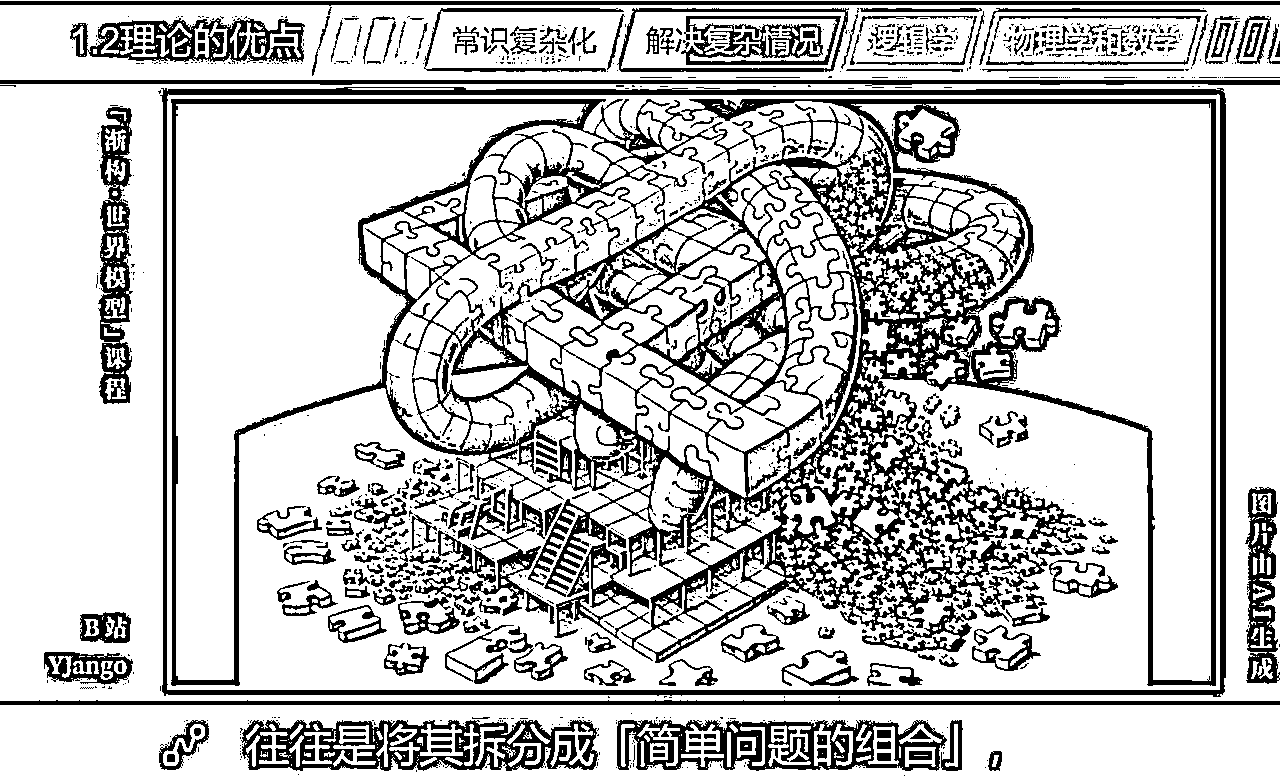 1.2理论的优点
常识复杂化
解决复杂情况
逻辑学
物理学和数学
『渐构·世界模型』课程
B站
YJango
图片由AI生成
往往是将其拆分成「简单问题的组合」，